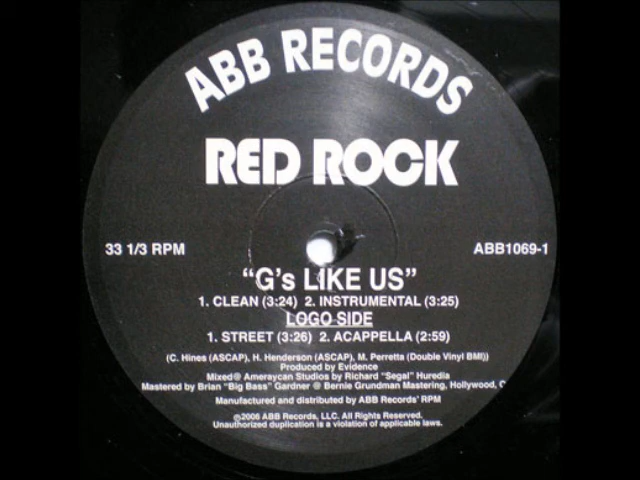 ABB RECORDS
RED ROCK
33 1/3 RPM
ABB1069-1
"G's LIKE US"
1. CLEAN (3:24) 2. INSTRUMENTAL (3:25)
LOGO SIDE
1. STREET (3:26) 2. ACAPPELLA (2:59)
(C. Hines (ASCAP), H. Henderson (ASCAP), M. Perretta (Double Vinyl BMI))
Produced by Evidence
Mixed@ Ameraycan Studios by Richard "Segal" Huredia
Mastered by Brian "Big Bass" Gardner @ Bernie Grundman Mastering, Hollywood, C
Manufactured and distributed by ABB Records' RPM
℗2006 ABB Records, LLC. All Rights Reserved.
Unauthorized duplication is a violation of applicable laws.